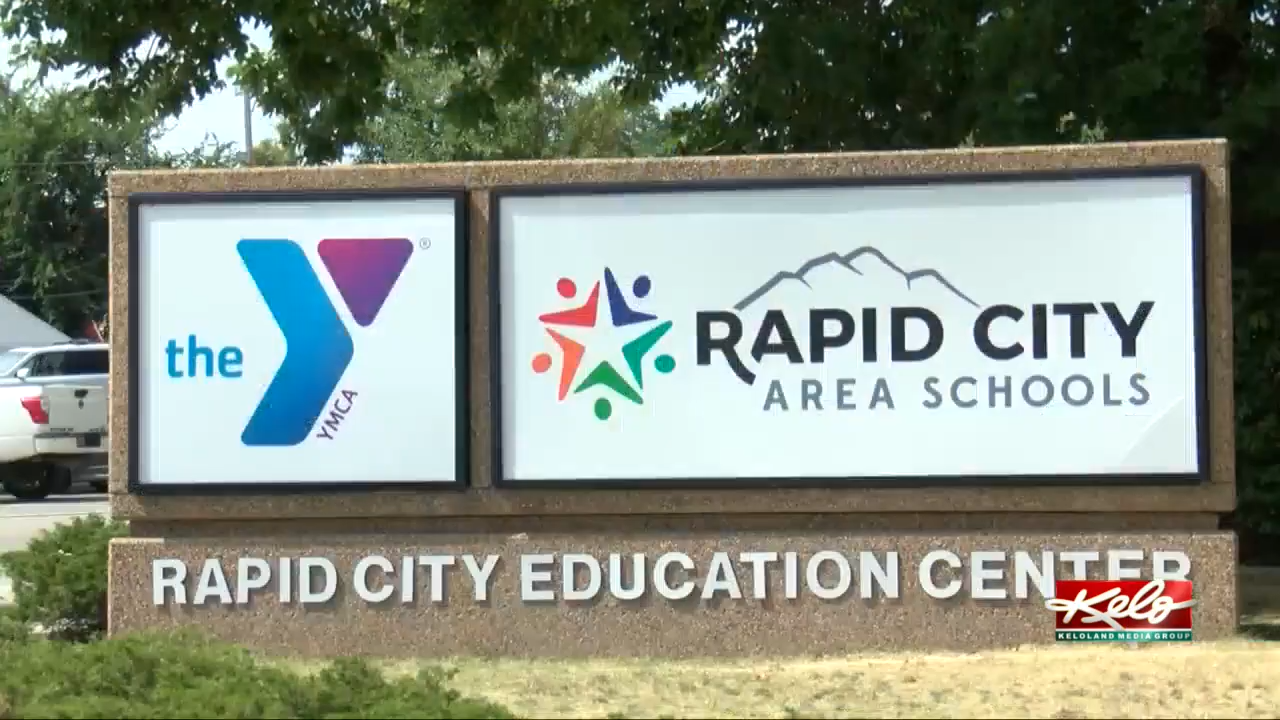 the
YMCA
®
RAPID CITY
AREA SCHOOLS
RAPID CITY EDUCATION CENTER
Kelo
KELOLAND MEDIA GROUP